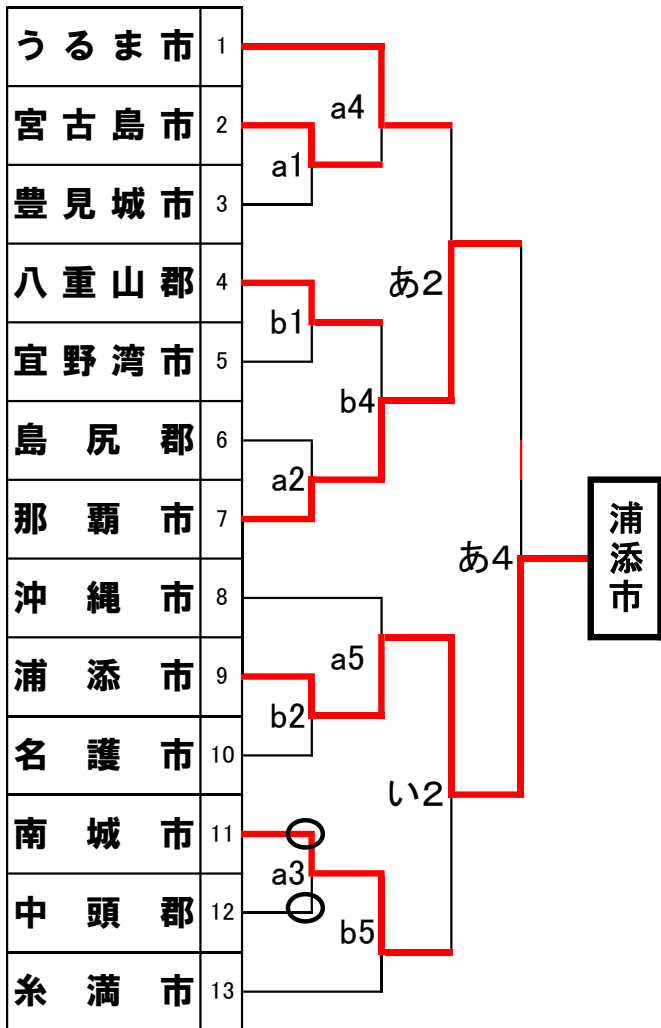 うるま市 1
宮古島市 2
豊見城市 3
八重山郡 4
宜野湾市 5
島尻郡 6
那覇市 7
沖縄市 8
浦添市 9
名護市 10
南城市 11
中頭郡 12
糸満市 13
a1
b1
a2
b2
a3
a4
b4
a5
b5
あ2
い2
あ4
浦添市